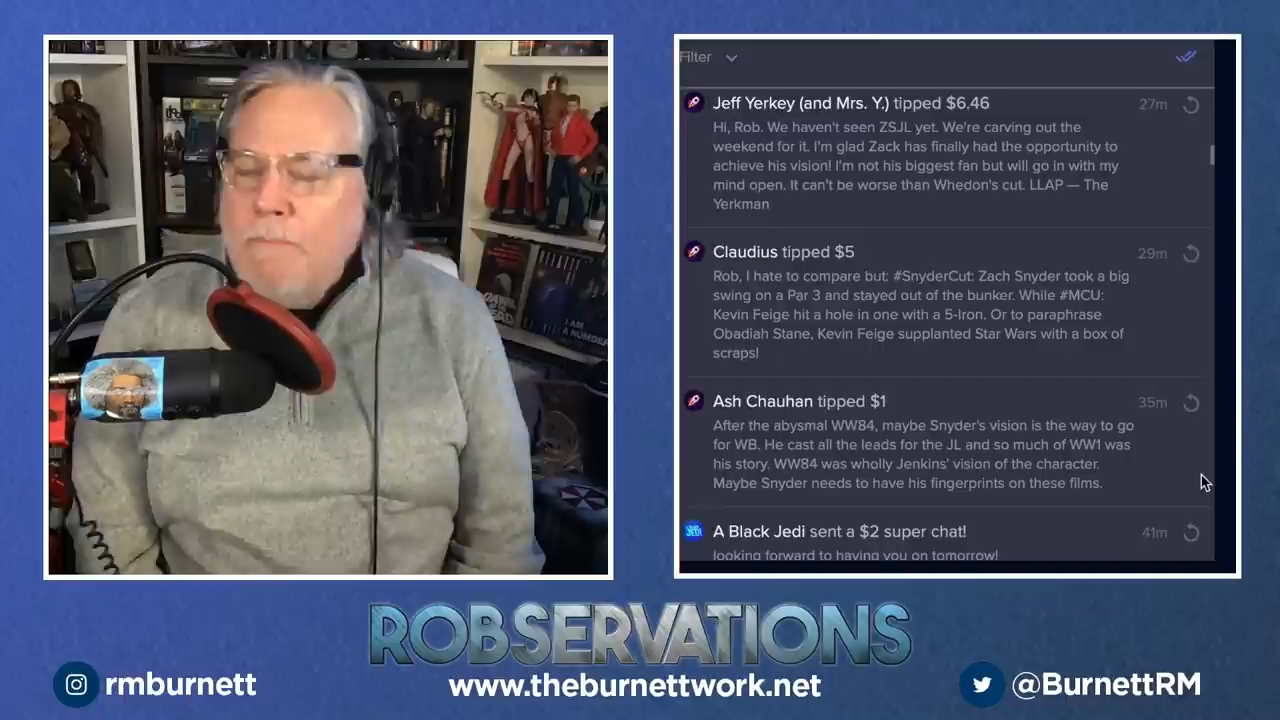 Filter
Jeff Yerkey (and Mrs. Y.) tipped $6.46
27m
Hi, Rob. We haven't seen ZSJL yet. We're carving out the
weekend for it. I'm glad Zack has finally had the opportunity to
achieve his vision! I'm not his biggest fan but will go in with my
mind open. It can't be worse than Whedon's cut. LLAP — The
Yerkman
Claudius tipped $5
29m
Rob, I hate to compare but: #SnyderCut: Zach Snyder took a big
swing on a Par 3 and stayed out of the bunker. While #MCU:
Kevin Feige hit a hole in one with a 5-Iron. Or to paraphrase
Obadiah Stane, Kevin Feige supplanted Star Wars with a box of
scraps!
Ash Chauhan tipped $1
35m
After the abysmal WW84, maybe Snyder's vision is the way to go
for WB. He cast all the leads for the JL and so much of WW1 was
his story. WW84 was wholly Jenkins' vision of the character.
Maybe Snyder needs to have his fingerprints on these films.
A Black Jedi sent a $2 super chat!
41m
looking forward to having you on tomorrow!
DAWN
DEAD
I AM
A NUMBER
ROBSERVATIONS
rmburnett
www.theburnettwork.net
@BurnettRM